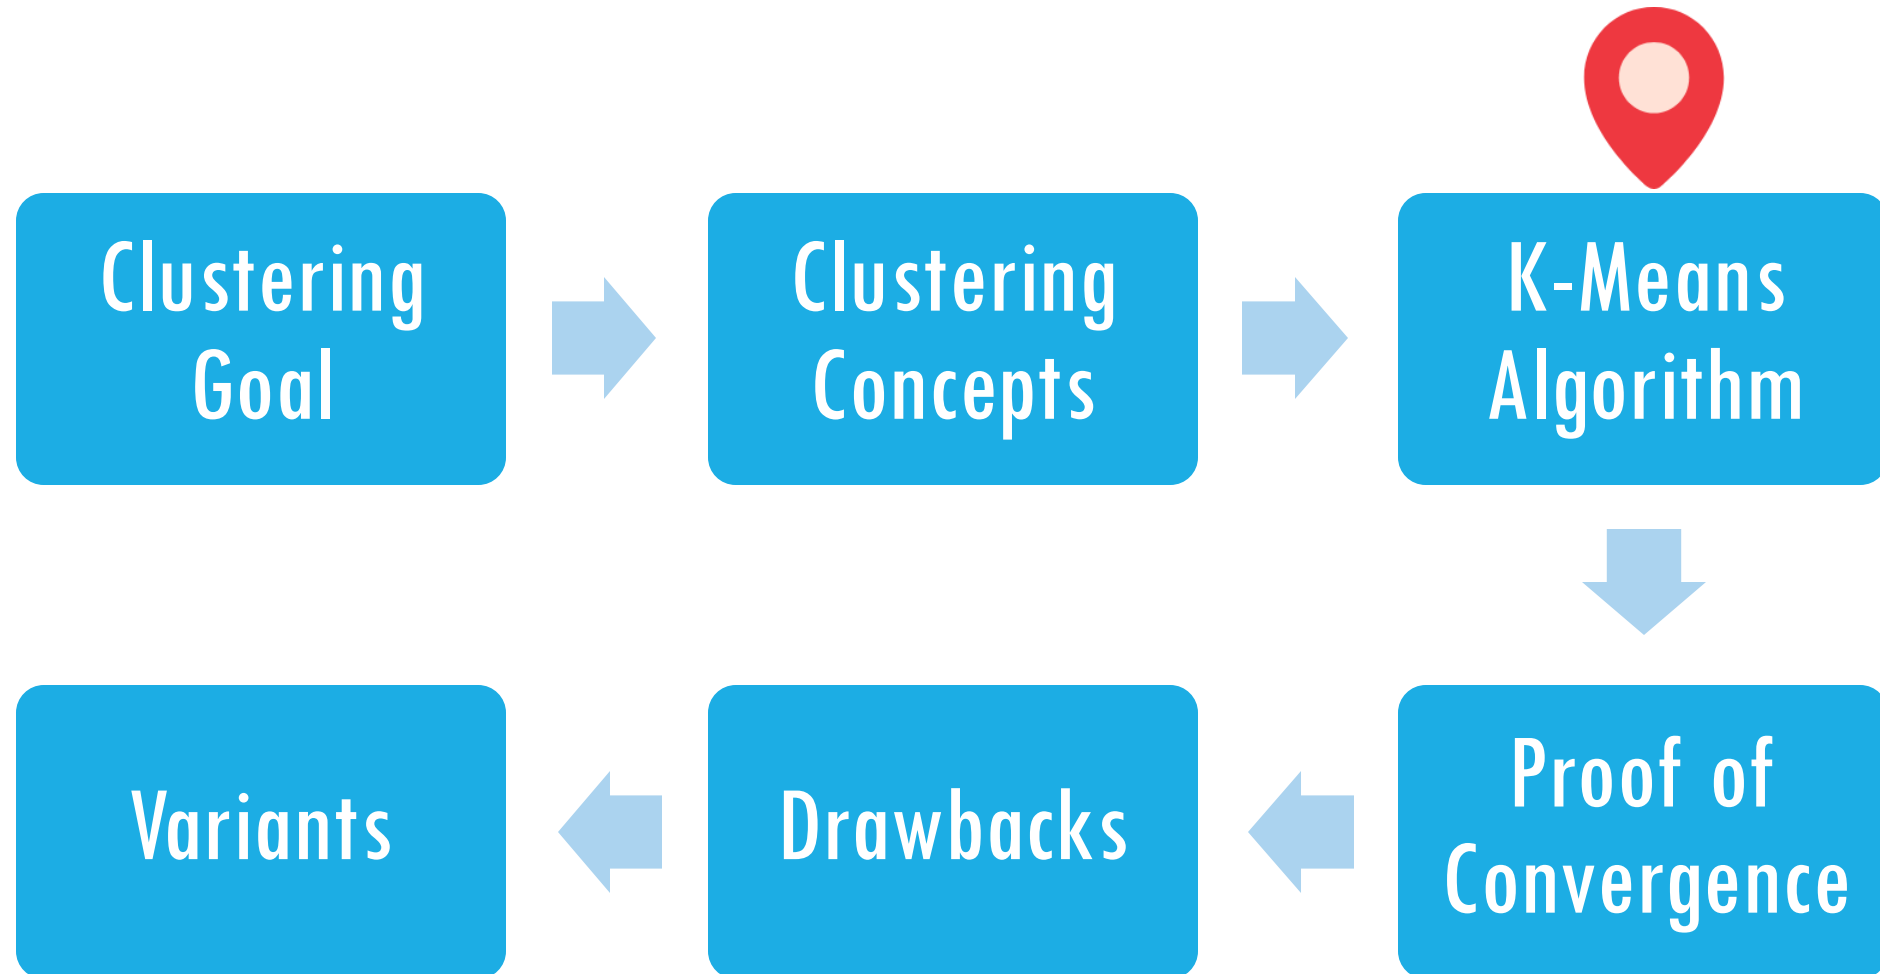 Clustering
Goal
Clustering
Concepts
K-Means
Algorithm
Proof of
Convergence
Drawbacks
Variants